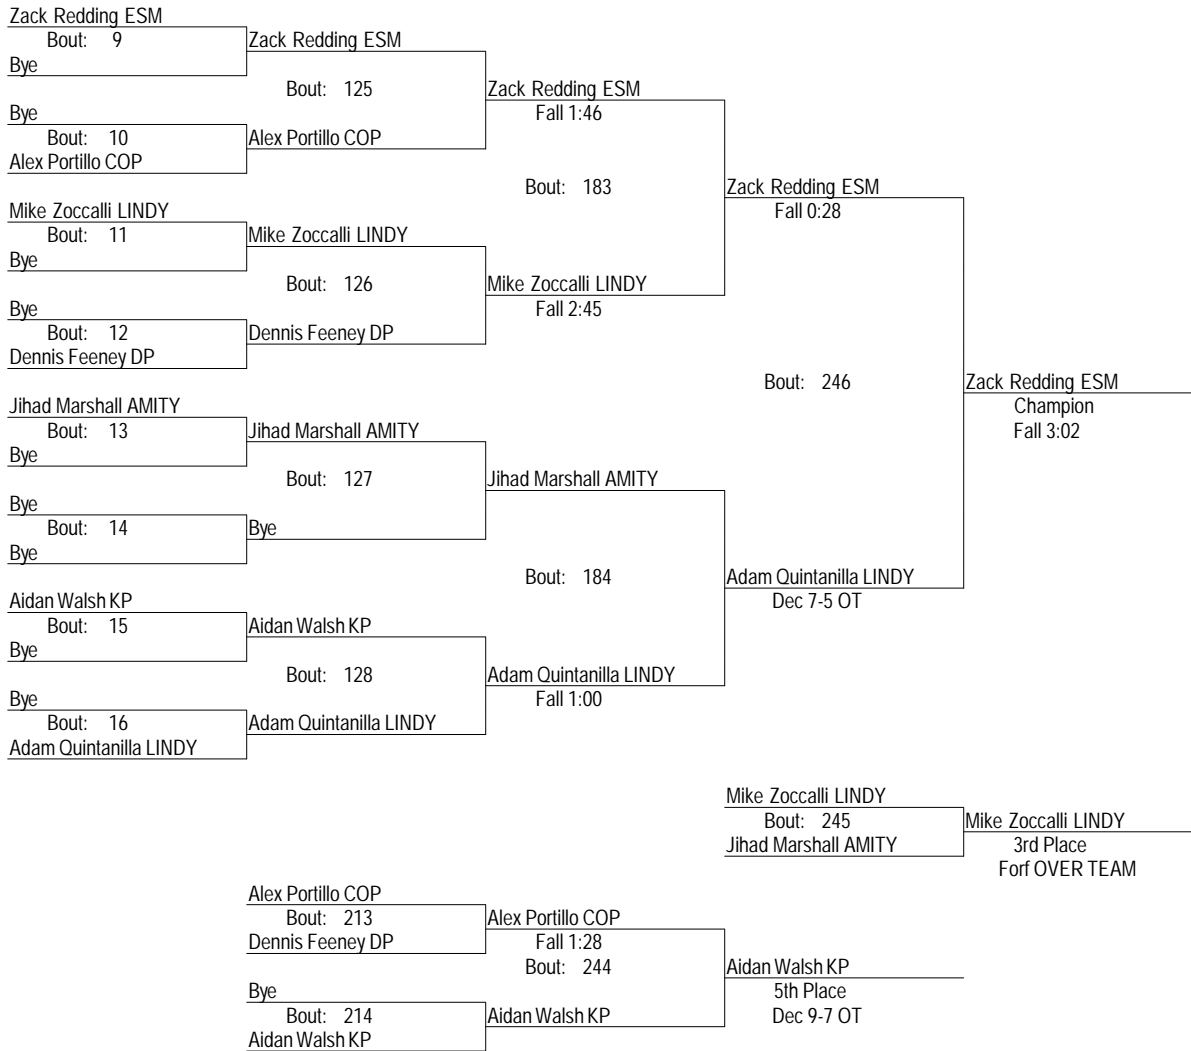 Zack Redding ESM
Bout: 9
Bye
Bye
Bout: 10
Alex Portillo COP
Mike Zoccalli LINDY
Bout: 11
Bye
Bye
Bout: 12
Dennis Feeney DP
Jihad Marshall AMITY
Bout: 13
Bye
Bye
Bout: 14
Bye
Aidan Walsh KP
Bout: 15
Bye
Bye
Bout: 16
Adam Quintanilla LINDY
Zack Redding ESM
Bout: 125
Alex Portillo COP
Mike Zoccalli LINDY
Bout: 126
Dennis Feeney DP
Jihad Marshall AMITY
Bout: 127
Bye
Aidan Walsh KP
Bout: 128
Adam Quintanilla LINDY
Zack Redding ESM
Fall 1:46
Bout: 183
Mike Zoccalli LINDY
Fall 2:45
Jihad Marshall AMITY
Bout: 184
Adam Quintanilla LINDY
Fall 1:00
Zack Redding ESM
Fall 0:28
Bout: 246
Adam Quintanilla LINDY
Dec 7-5 OT
Zack Redding ESM
Champion
Fall 3:02
Mike Zoccalli LINDY
Bout: 245
Jihad Marshall AMITY
Mike Zoccalli LINDY
3rd Place
Forf OVER TEAM
Alex Portillo COP
Bout: 213
Dennis Feeney DP
Bye
Bout: 214
Aidan Walsh KP
Alex Portillo COP
Fall 1:28
Bout: 244
Aidan Walsh KP
Aidan Walsh KP
5th Place
Dec 9-7 OT